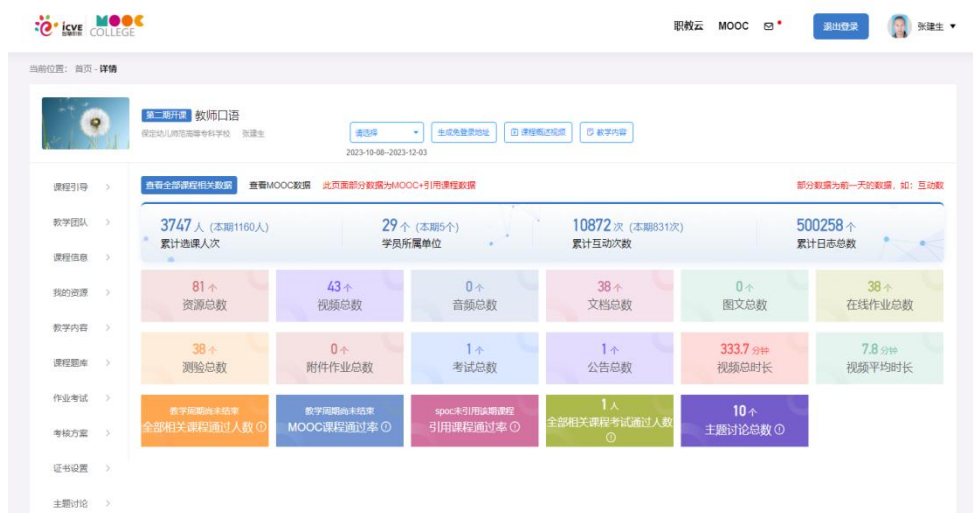 icve
MOOC
COLLEGE
职教云 MOOC 退出登录 张建生
当前位置: 首页 - 详情
第二期开课 教师口语
保定幼儿师范高等专科学校 张建生
请选择 生成免登录地址 课程概述视频 教学内容
2023-10-08--2023-12-03
查看全部课程相关数据 查看MOOC数据 此页面部分数据为MOOC+引用课程数据 部分数据为前一天的数据, 如: 互动数
课程引导
教学团队
课程信息
我的资源
教学内容
课程题库
作业考试
考核方案
证书设置
主题讨论
3747 人 (本期1160人) 29 个 (本期5个) 10872 次 (本期831次) 500258 个
累计选课人次 学员所属单位 累计互动次数 累计日志总数
81 个 43 个 0 个 38 个 0 个 38 个
资源总数 视频总数 音频总数 文档总数 图文总数 在线作业总数
38 个 0 个 1 个 1 个 333.7 分钟 7.8 分钟
测验总数 附件作业总数 考试总数 公告总数 视频总时长 视频平均时长
教学周期尚未结束 教学周期尚未结束 spoc未引用该期课程 1 人 10 个
全部相关课程通过人数 MOOC课程通过率 引用课程通过率 全部相关课程考试通过人数 主题讨论总数